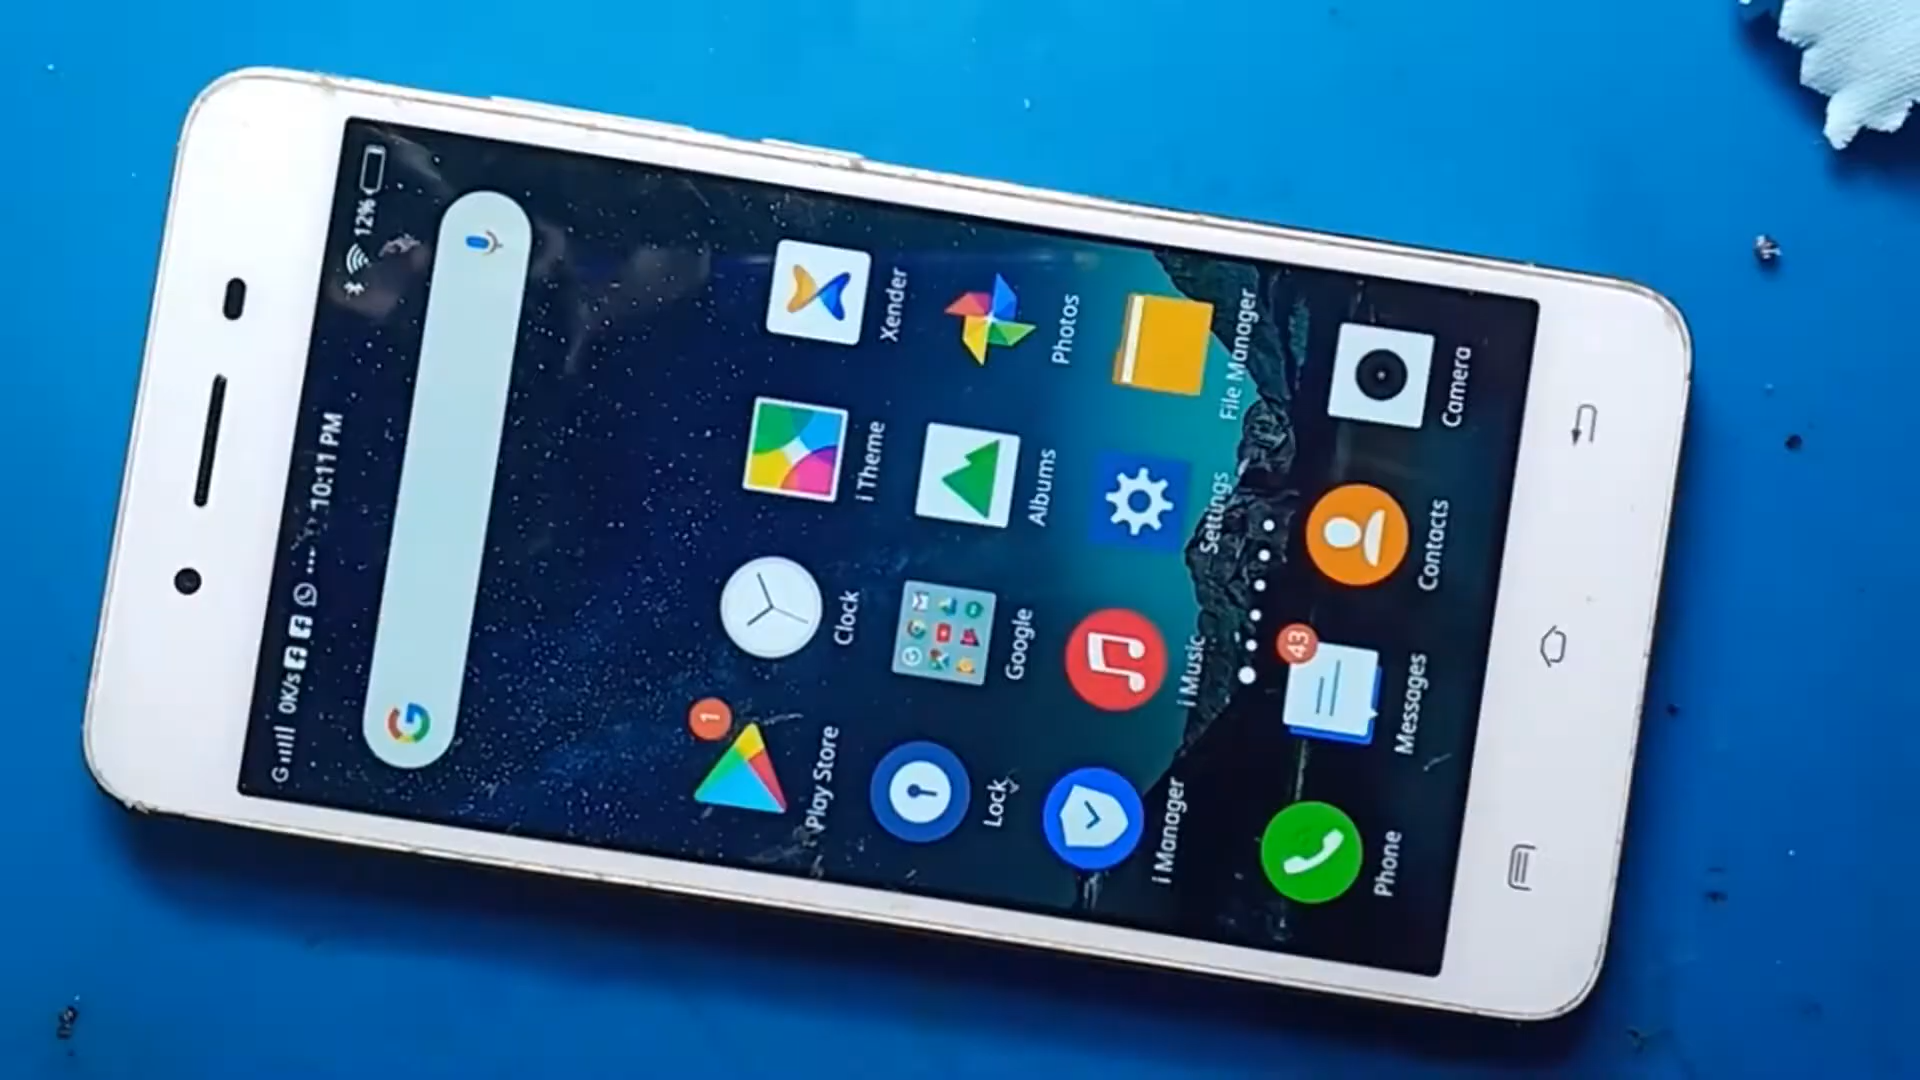 G 0K/s 10:11 PM 12%
G
Xender
i Theme
Clock
1
Play Store
Photos
Albums
Google
Lock
File Manager
Settings
i Music
i Manager
Camera
Contacts
43
Messages
Phone